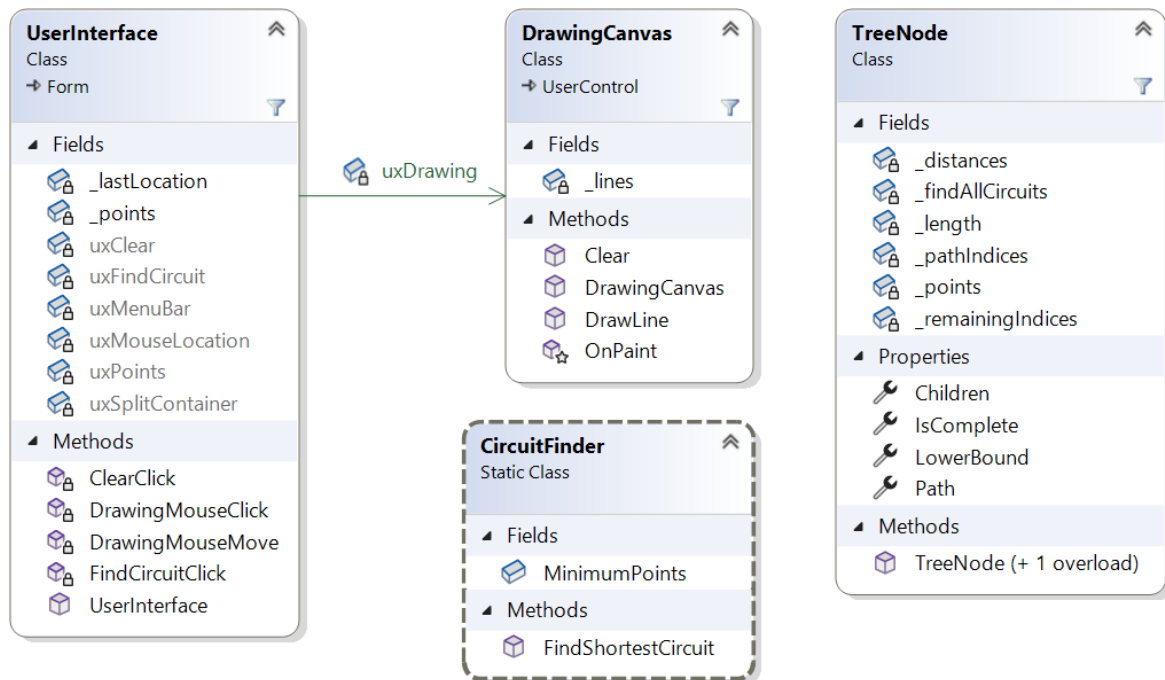 UserInterface
Class
Form
Fields
_lastLocation
_points
uxClear
uxFindCircuit
uxMenuBar
uxMouseLocation
uxPoints
uxSplitContainer
Methods
ClearClick
DrawingMouseClick
DrawingMouseMove
FindCircuitClick
UserInterface
uxDrawing
DrawingCanvas
Class
UserControl
Fields
_lines
Methods
Clear
DrawingCanvas
DrawLine
OnPaint
CircuitFinder
Static Class
Fields
MinimumPoints
Methods
FindShortestCircuit
TreeNode
Class
Fields
_distances
_findAllCircuits
_length
_pathIndices
_points
_remainingIndices
Properties
Children
IsComplete
LowerBound
Path
Methods
TreeNode (+ 1 overload)